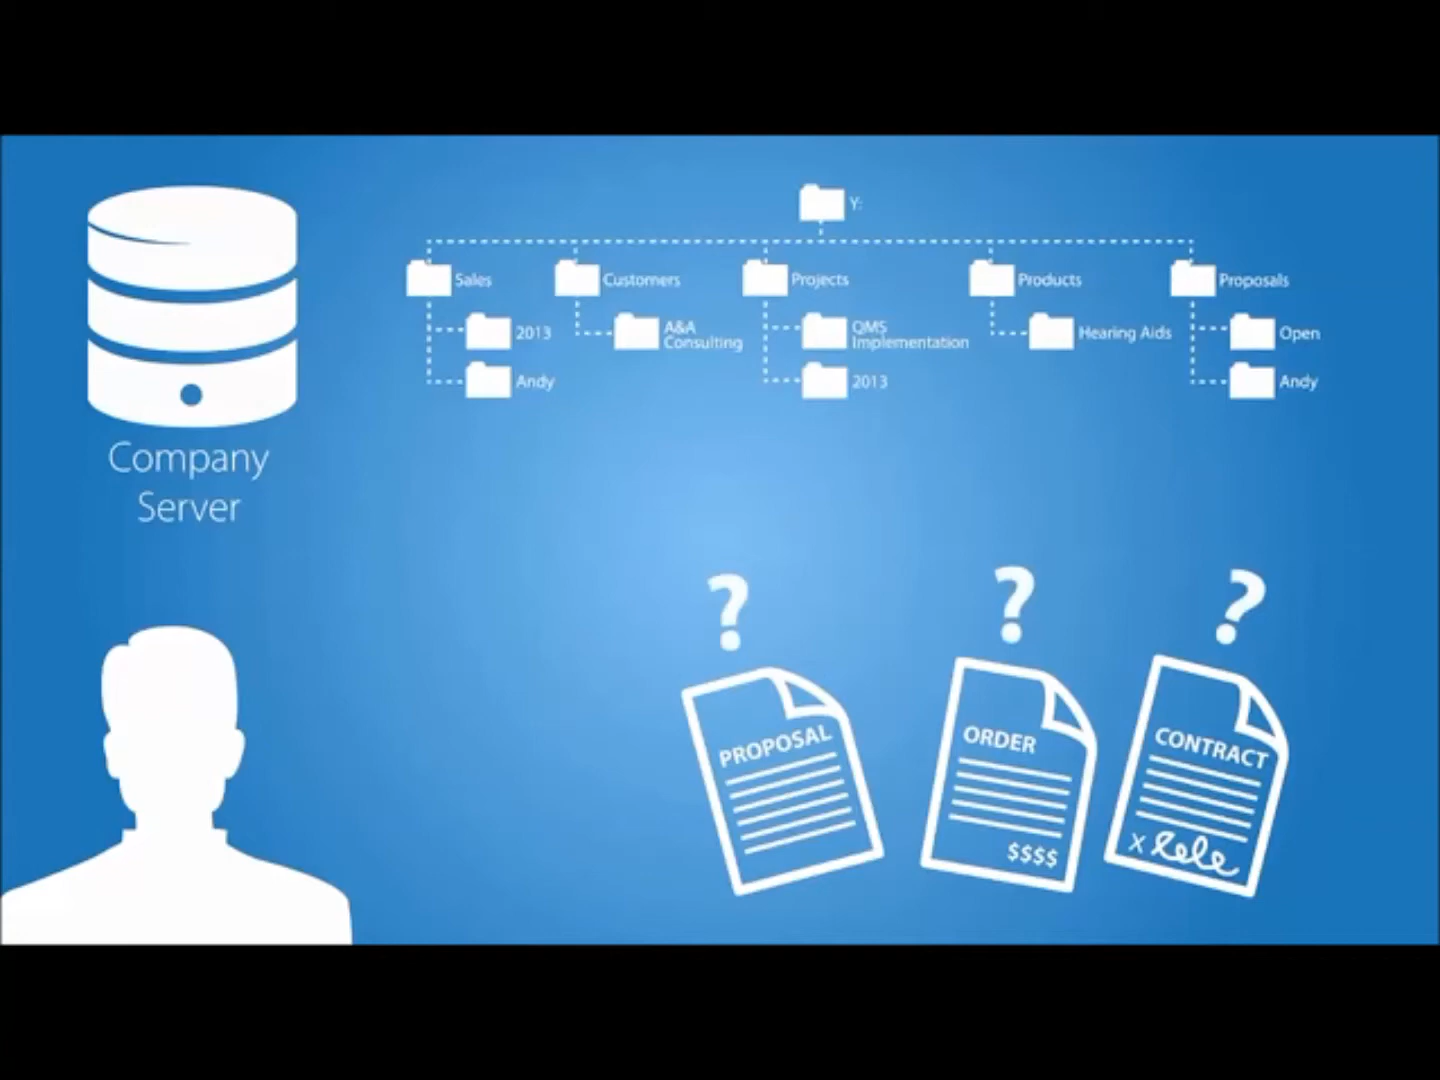 Y:
Sales
Customers
Projects
Products
Proposals
2013
A&A
Consulting
QMS
Implementation
Hearing Aids
Open
Andy
2013
Andy
Company
Server
?
?
?
PROPOSAL
ORDER
CONTRACT
$$$$
x lele